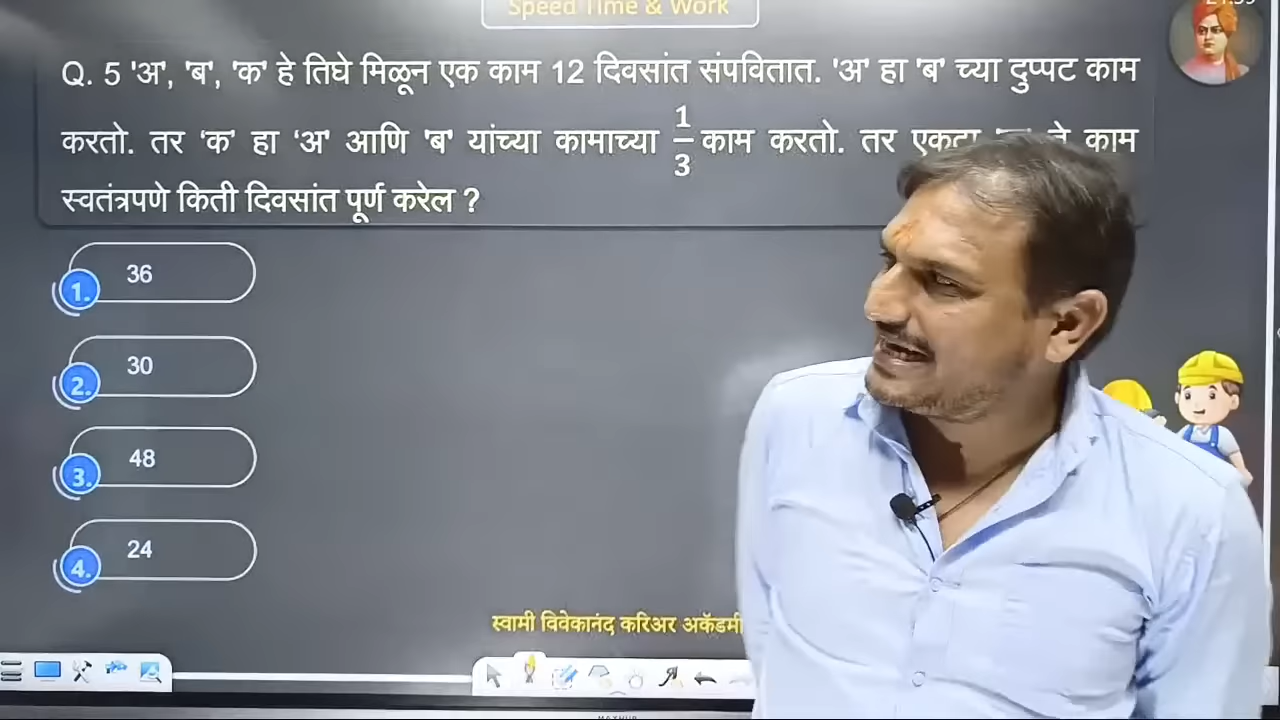 Speed Time & Work
Q. 5 'अ', 'ब', 'क' हे तिघे मिळून एक काम 12 दिवसांत संपवितात. 'अ' हा 'ब' च्या दुप्पट काम
करतो. तर 'क' हा 'अ' आणि 'ब' यांच्या कामाच्या 1/3 काम करतो. तर काम
स्वतंत्रपणे किती दिवसांत पूर्ण करेल ?
1. 36
2. 30
3. 48
4. 24
स्वामी विवेकानंद करिअर अकॅडमी